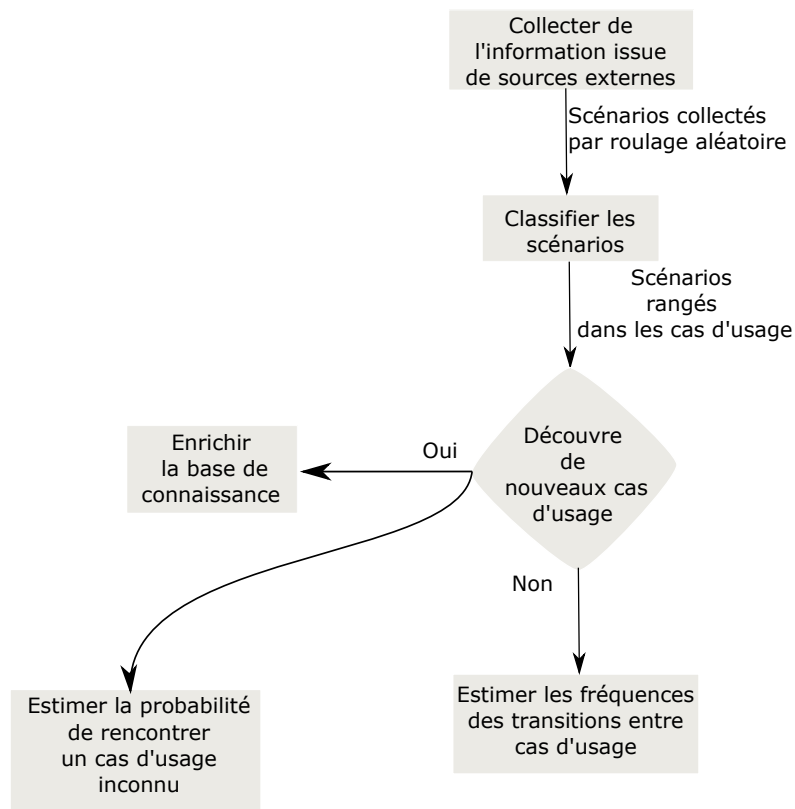 Collecter de
l'information issue
de sources externes
Scénarios collectés
par roulage aléatoire
Classifier les
scénarios
Scénarios
rangés
dans les cas d'usage
Découvre
de
nouveaux cas
d'usage
Oui
Enrichir
la base de
connaissance
Non
Estimer la probabilité
de rencontrer
un cas d'usage
inconnu
Estimer les fréquences
des transitions entre
cas d'usage